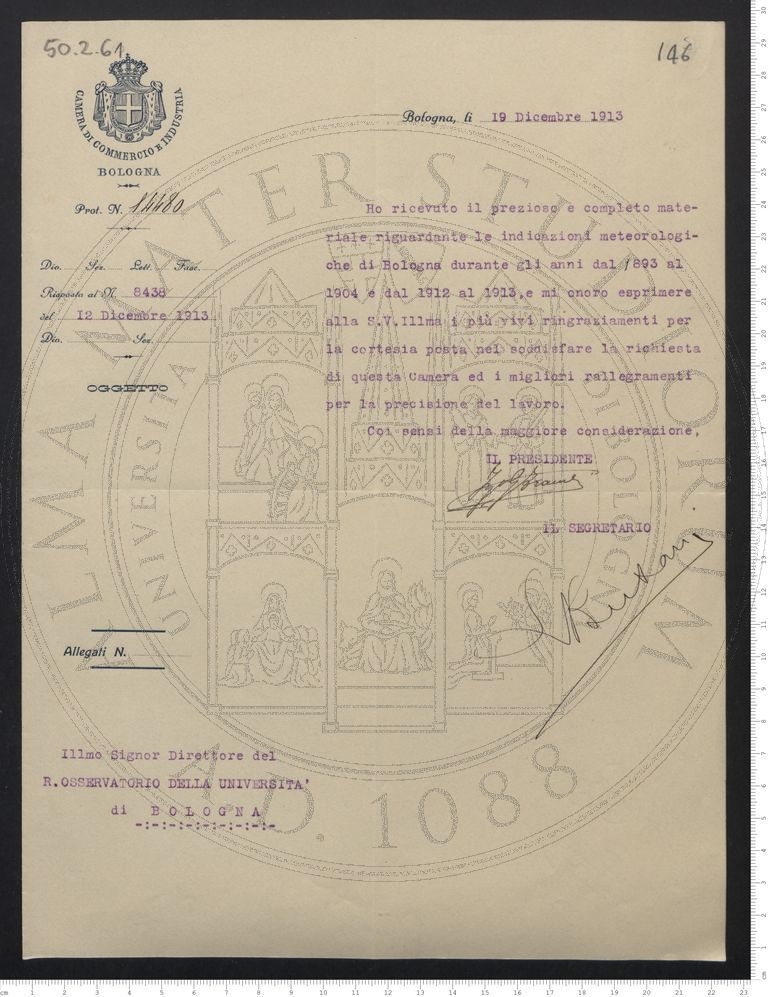 50.2.61
146
CAMERA DI COMMERCIO E INDUSTRIA
BOLOGNA
Bologna, li 19 Dicembre 1913
Prot. N. 14480
Div. Sez. Lett. Fasc.
Risposta al N. 8438
del 12 Dicembre 1913
Div. Sez.
OGGETTO
Ho ricevuto il prezioso e completo mate-
riale riguardante le indicazioni meteorologi-
che di Bologna durante gli anni dal 1893 al
1904 e dal 1912 al 1913,e mi onoro esprimere
alla S.V.Illma i più vivi ringraziamenti per
la cortesia posta nel soddisfare la richiesta
di questa Camera ed i migliori rallegramenti
per la precisione del lavoro.
Coi sensi della maggiore considerazione,
IL PRESIDENTE
IL SEGRETARIO
Allegati N.
Illmo Signor Direttore del
R.OSSERVATORIO DELLA UNIVERSITA'
di BOLOGNA
-:-:-:-:-:-:-:-:-
ALMA MATER STUDIORUM
UNIVERSITA DI BOLOGNA
A.D. 1088